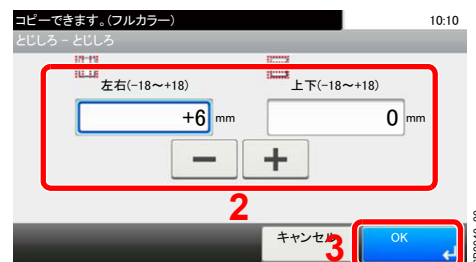 コピーできます。(フルカラー) 10:10
とじしろ - とじしろ
左右(-18～+18) 上下(-18～+18)
+6 mm 0 mm
− +
2
キャンセル 3 OK